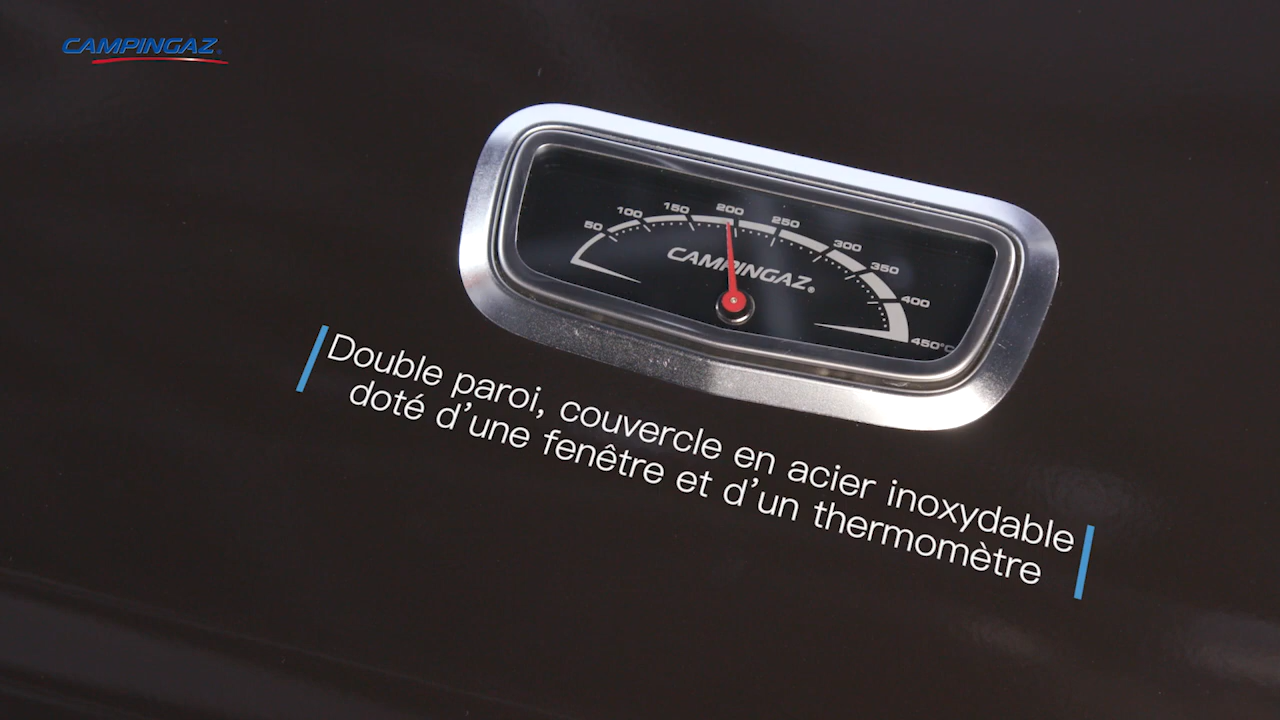 CAMPINGAZ®
50 100 150 200 250 300 350 400 450°C
CAMPINGAZ®
Double paroi, couvercle en acier inoxydable
doté d'une fenêtre et d'un thermomètre